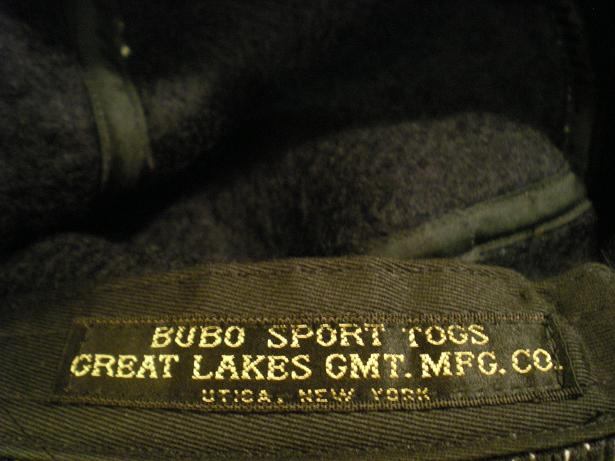 BUBO SPORT TOGS
GREAT LAKES GMT. MFG. CO.
UTICA, NEW YORK